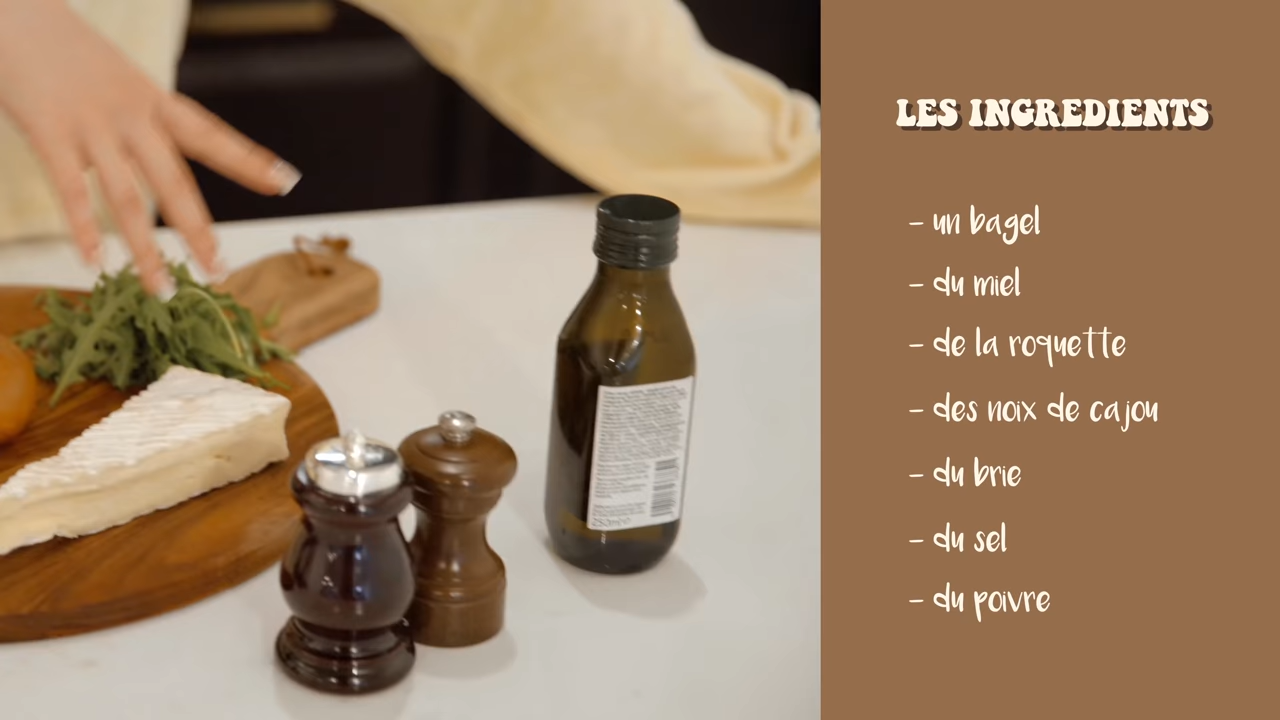 LES INGREDIENTS
- un bagel
- du miel
- de la roquette
- des noix de cajou
- du brie
- du sel
- du poivre